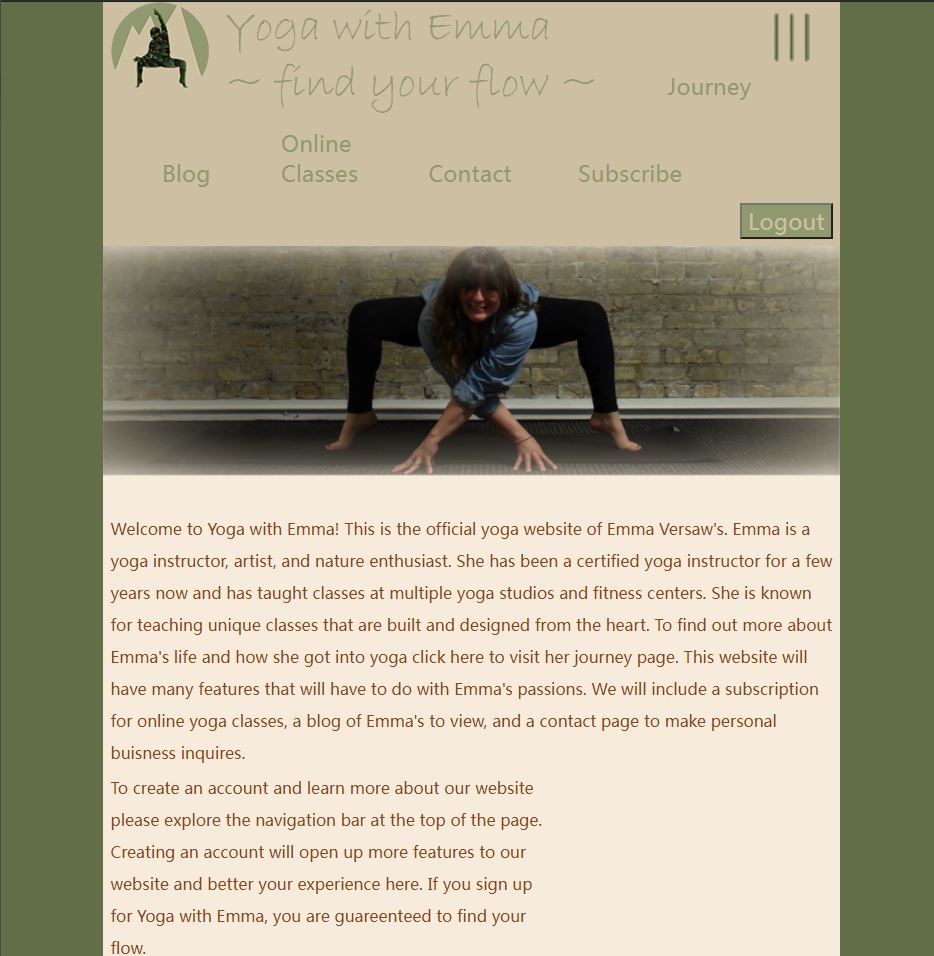 Yoga with Emma
~ find your flow ~
Journey
Blog
Online
Classes
Contact
Subscribe
Logout
Welcome to Yoga with Emma! This is the official yoga website of Emma Versaw's. Emma is a
yoga instructor, artist, and nature enthusiast. She has been a certified yoga instructor for a few
years now and has taught classes at multiple yoga studios and fitness centers. She is known
for teaching unique classes that are built and designed from the heart. To find out more about
Emma's life and how she got into yoga click here to visit her journey page. This website will
have many features that will have to do with Emma's passions. We will include a subscription
for online yoga classes, a blog of Emma's to view, and a contact page to make personal
buisness inquires.
To create an account and learn more about our website
please explore the navigation bar at the top of the page.
Creating an account will open up more features to our
website and better your experience here. If you sign up
for Yoga with Emma, you are guareenteed to find your
flow.